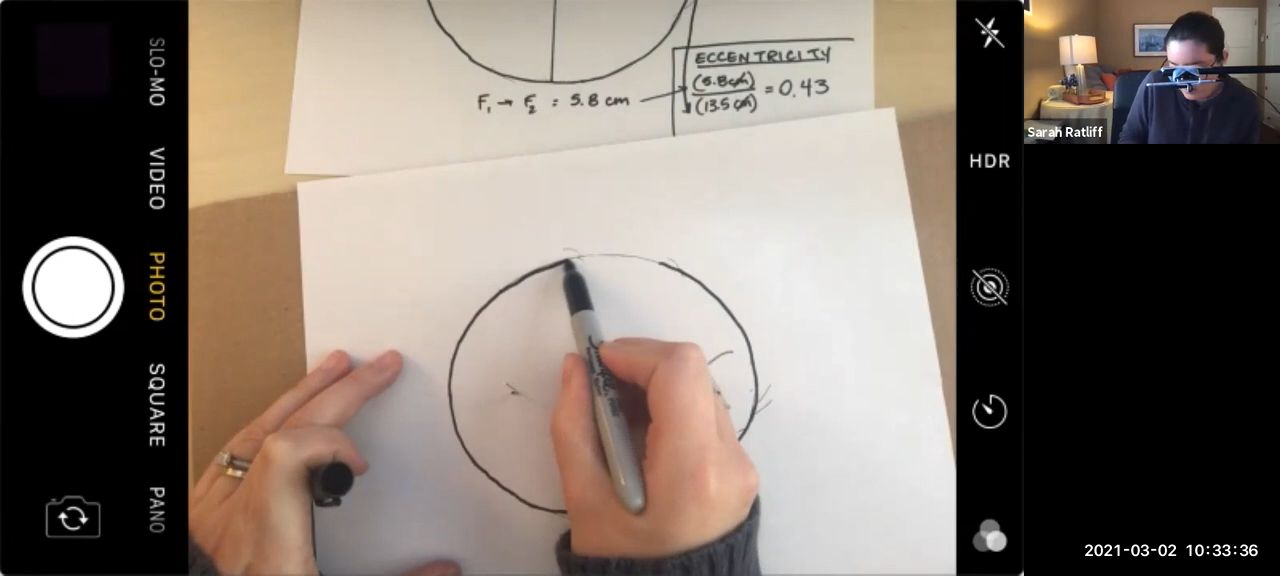 SLO-MO
VIDEO
PHOTO
SQUARE
PANO
ECCENTRICITY
(5.8cm)
(13.5cm)
= 0.43
F₁ → F₂ = 5.8 cm
HDR
Sarah Ratliff
2021-03-02 10:33:36